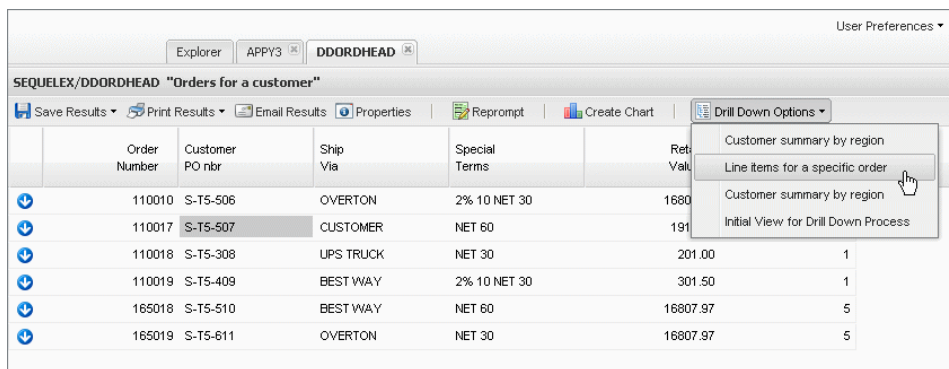 User Preferences
Explorer APPY3 DDORDHEAD
SEQUELEX/DDORDHEAD "Orders for a customer"
Save Results Print Results Email Results Properties Reprompt Create Chart Drill Down Options
Order Number Customer PO nbr Ship Via Special Terms
Customer summary by region
Line items for a specific order
Customer summary by region
Initial View for Drill Down Process
110010 S-T5-506 OVERTON 2% 10 NET 30 1680
110017 S-T5-507 CUSTOMER NET 60 191
110018 S-T5-308 UPS TRUCK NET 30 201.00 1
110019 S-T5-409 BEST WAY 2% 10 NET 30 301.50 1
165018 S-T5-510 BEST WAY NET 60 16807.97 5
165019 S-T5-611 OVERTON NET 30 16807.97 5